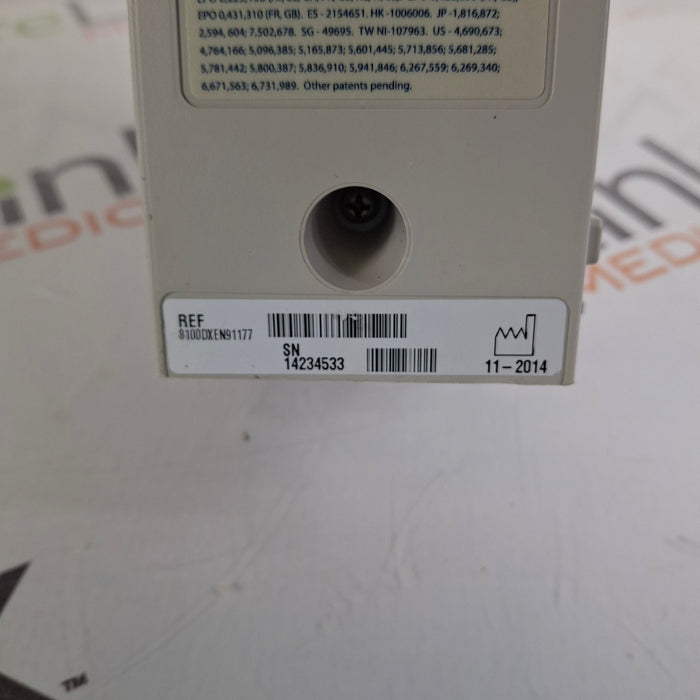 EPO 0,431,310 (FR, GB). ES - 2154651. HK -1006006. JP -1,816,872;
2,594, 604; 7,502,678. SG - 49695. TW NI-107963. US - 4,690,673;
4,764,166; 5,096,385; 5,165,873; 5,601,445; 5,713,856; 5,681,285;
5,781,442; 5,800,387; 5,836,910; 5,941,846; 6,267,559; 6,269,340;
6,671,563; 6,731,989. Other patents pending.
REF
8100DXEN91177
SN
14234533
11-2014
MEDICAL
TM